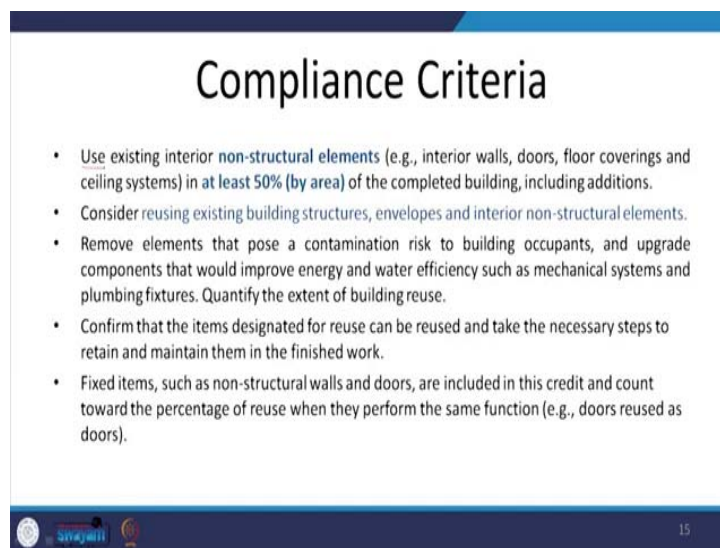 Compliance Criteria
• Use existing interior non-structural elements (e.g., interior walls, doors, floor coverings and
ceiling systems) in at least 50% (by area) of the completed building, including additions.
• Consider reusing existing building structures, envelopes and interior non-structural elements.
• Remove elements that pose a contamination risk to building occupants, and upgrade
components that would improve energy and water efficiency such as mechanical systems and
plumbing fixtures. Quantify the extent of building reuse.
• Confirm that the items designated for reuse can be reused and take the necessary steps to
retain and maintain them in the finished work.
• Fixed items, such as non-structural walls and doors, are included in this credit and count
toward the percentage of reuse when they perform the same function (e.g., doors reused as
doors).
swayam
15